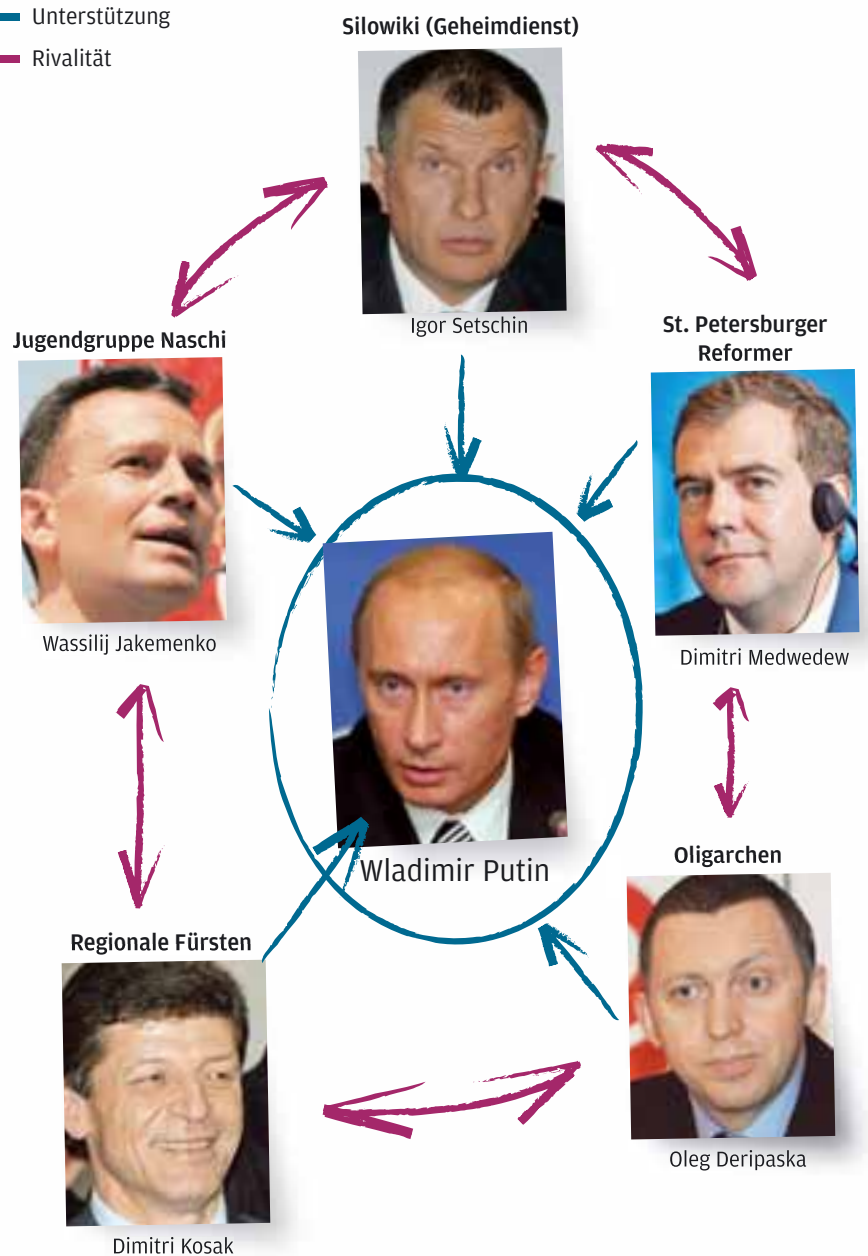 Unterstützung
Rivalität
Silowiki (Geheimdienst)
Igor Setschin
Jugendgruppe Naschi
Wassilij Jakemenko
St. Petersburger
Reformer
Dimitri Medwedew
Wladimir Putin
Oligarchen
Oleg Deripaska
Regionale Fürsten
Dimitri Kosak